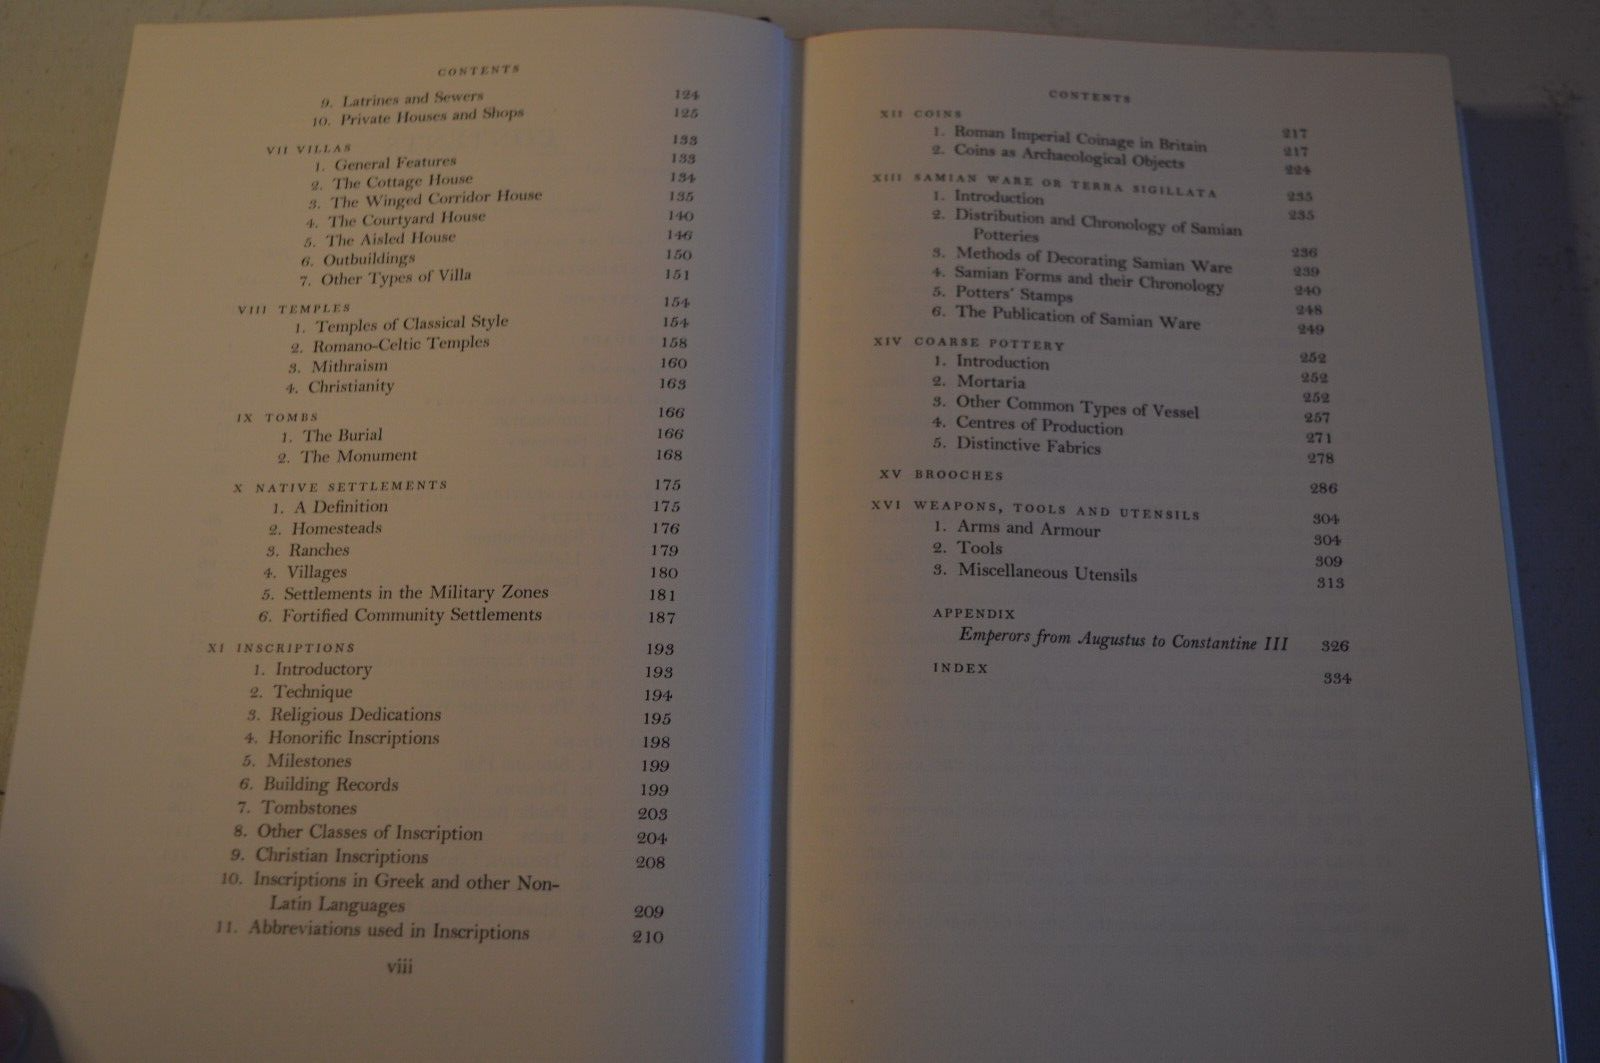 CONTENTS
9. Latrines and Sewers 124
10. Private Houses and Shops 125
VII VILLAS 133
1. General Features 133
2. The Cottage House 134
3. The Winged Corridor House 135
4. The Courtyard House 140
5. The Aisled House 146
6. Outbuildings 150
7. Other Types of Villa 151
VIII TEMPLES 154
1. Temples of Classical Style 154
2. Romano-Celtic Temples 158
3. Mithraism 160
4. Christianity 163
IX TOMBS 166
1. The Burial 166
2. The Monument 168
X NATIVE SETTLEMENTS 175
1. A Definition 175
2. Homesteads 176
3. Ranches 179
4. Villages 180
5. Settlements in the Military Zones 181
6. Fortified Community Settlements 187
XI INSCRIPTIONS 193
1. Introductory 193
2. Technique 194
3. Religious Dedications 195
4. Honorific Inscriptions 198
5. Milestones 199
6. Building Records 199
7. Tombstones 203
8. Other Classes of Inscription 204
9. Christian Inscriptions 208
10. Inscriptions in Greek and other Non-
Latin Languages 209
11. Abbreviations used in Inscriptions 210
viii
CONTENTS
XII COINS 217
1. Roman Imperial Coinage in Britain 217
2. Coins as Archaeological Objects 224
XIII SAMIAN WARE OR TERRA SIGILLATA 235
1. Introduction 235
2. Distribution and Chronology of Samian
Potteries 236
3. Methods of Decorating Samian Ware 239
4. Samian Forms and their Chronology 240
5. Potters' Stamps 248
6. The Publication of Samian Ware 249
XIV COARSE POTTERY 252
1. Introduction 252
2. Mortaria 252
3. Other Common Types of Vessel 257
4. Centres of Production 271
5. Distinctive Fabrics 278
XV BROOCHES 286
XVI WEAPONS, TOOLS AND UTENSILS 304
1. Arms and Armour 304
2. Tools 309
3. Miscellaneous Utensils 313
APPENDIX
Emperors from Augustus to Constantine III 326
INDEX 334